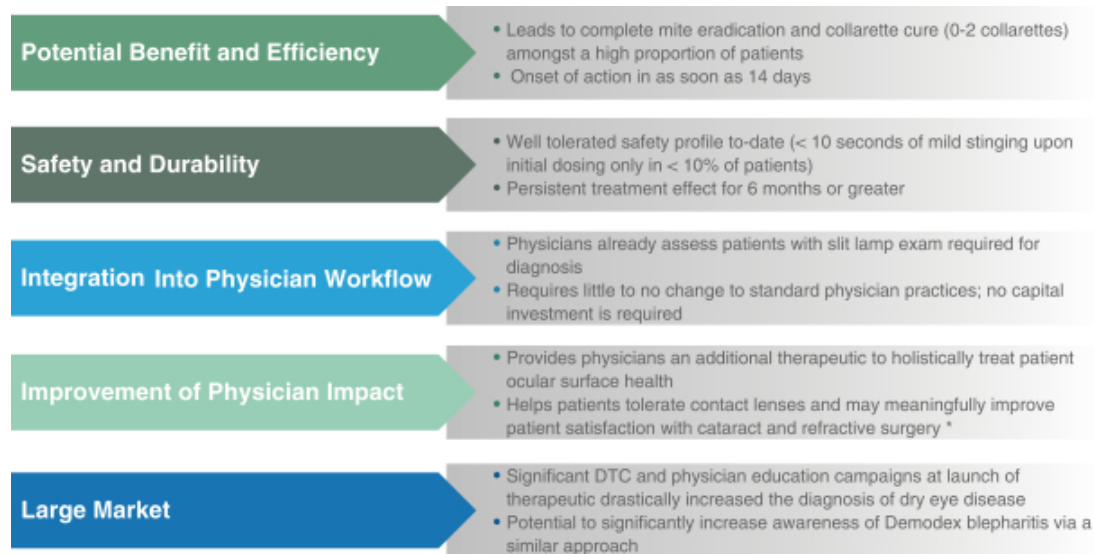 Potential Benefit and Efficiency
• Leads to complete mite eradication and collarette cure (0-2 collarettes)
amongst a high proportion of patients
• Onset of action in as soon as 14 days
Safety and Durability
• Well tolerated safety profile to-date (< 10 seconds of mild stinging upon
initial dosing only in < 10% of patients)
• Persistent treatment effect for 6 months or greater
Integration Into Physician Workflow
• Physicians already assess patients with slit lamp exam required for
diagnosis
• Requires little to no change to standard physician practices; no capital
investment is required
Improvement of Physician Impact
• Provides physicians an additional therapeutic to holistically treat patient
ocular surface health
• Helps patients tolerate contact lenses and may meaningfully improve
patient satisfaction with cataract and refractive surgery *
Large Market
• Significant DTC and physician education campaigns at launch of
therapeutic drastically increased the diagnosis of dry eye disease
• Potential to significantly increase awareness of Demodex blepharitis via a
similar approach